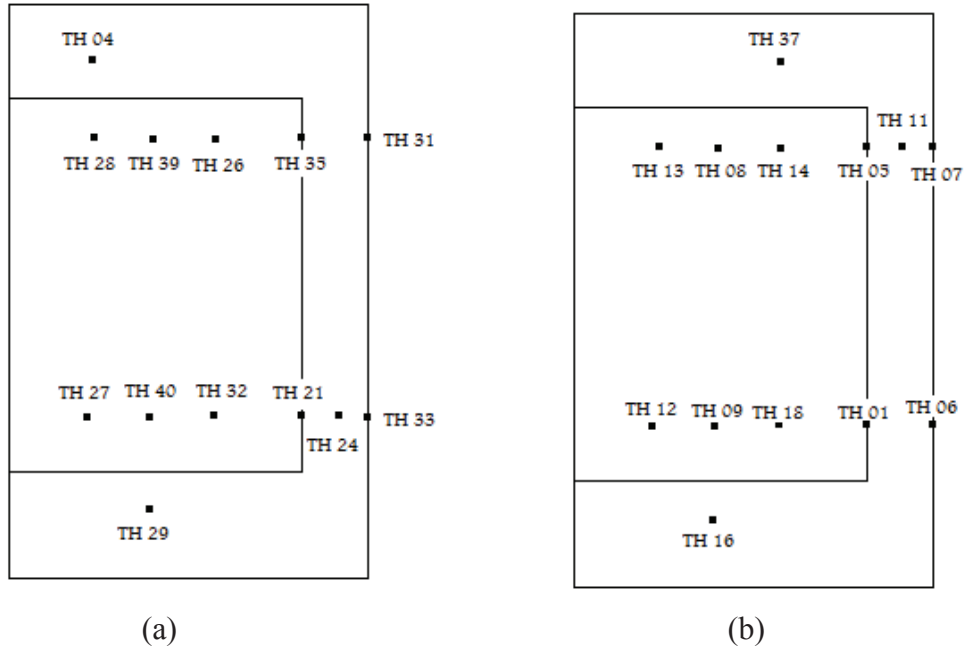 TH 04
TH 28 TH 39 TH 26 TH 35 TH 31
TH 27 TH 40 TH 32 TH 21 TH 33
TH 24
TH 29
(a)
TH 37
TH 11
TH 13 TH 08 TH 14 TH 05 TH 07
TH 12 TH 09 TH 18 TH 01 TH 06
TH 16
(b)